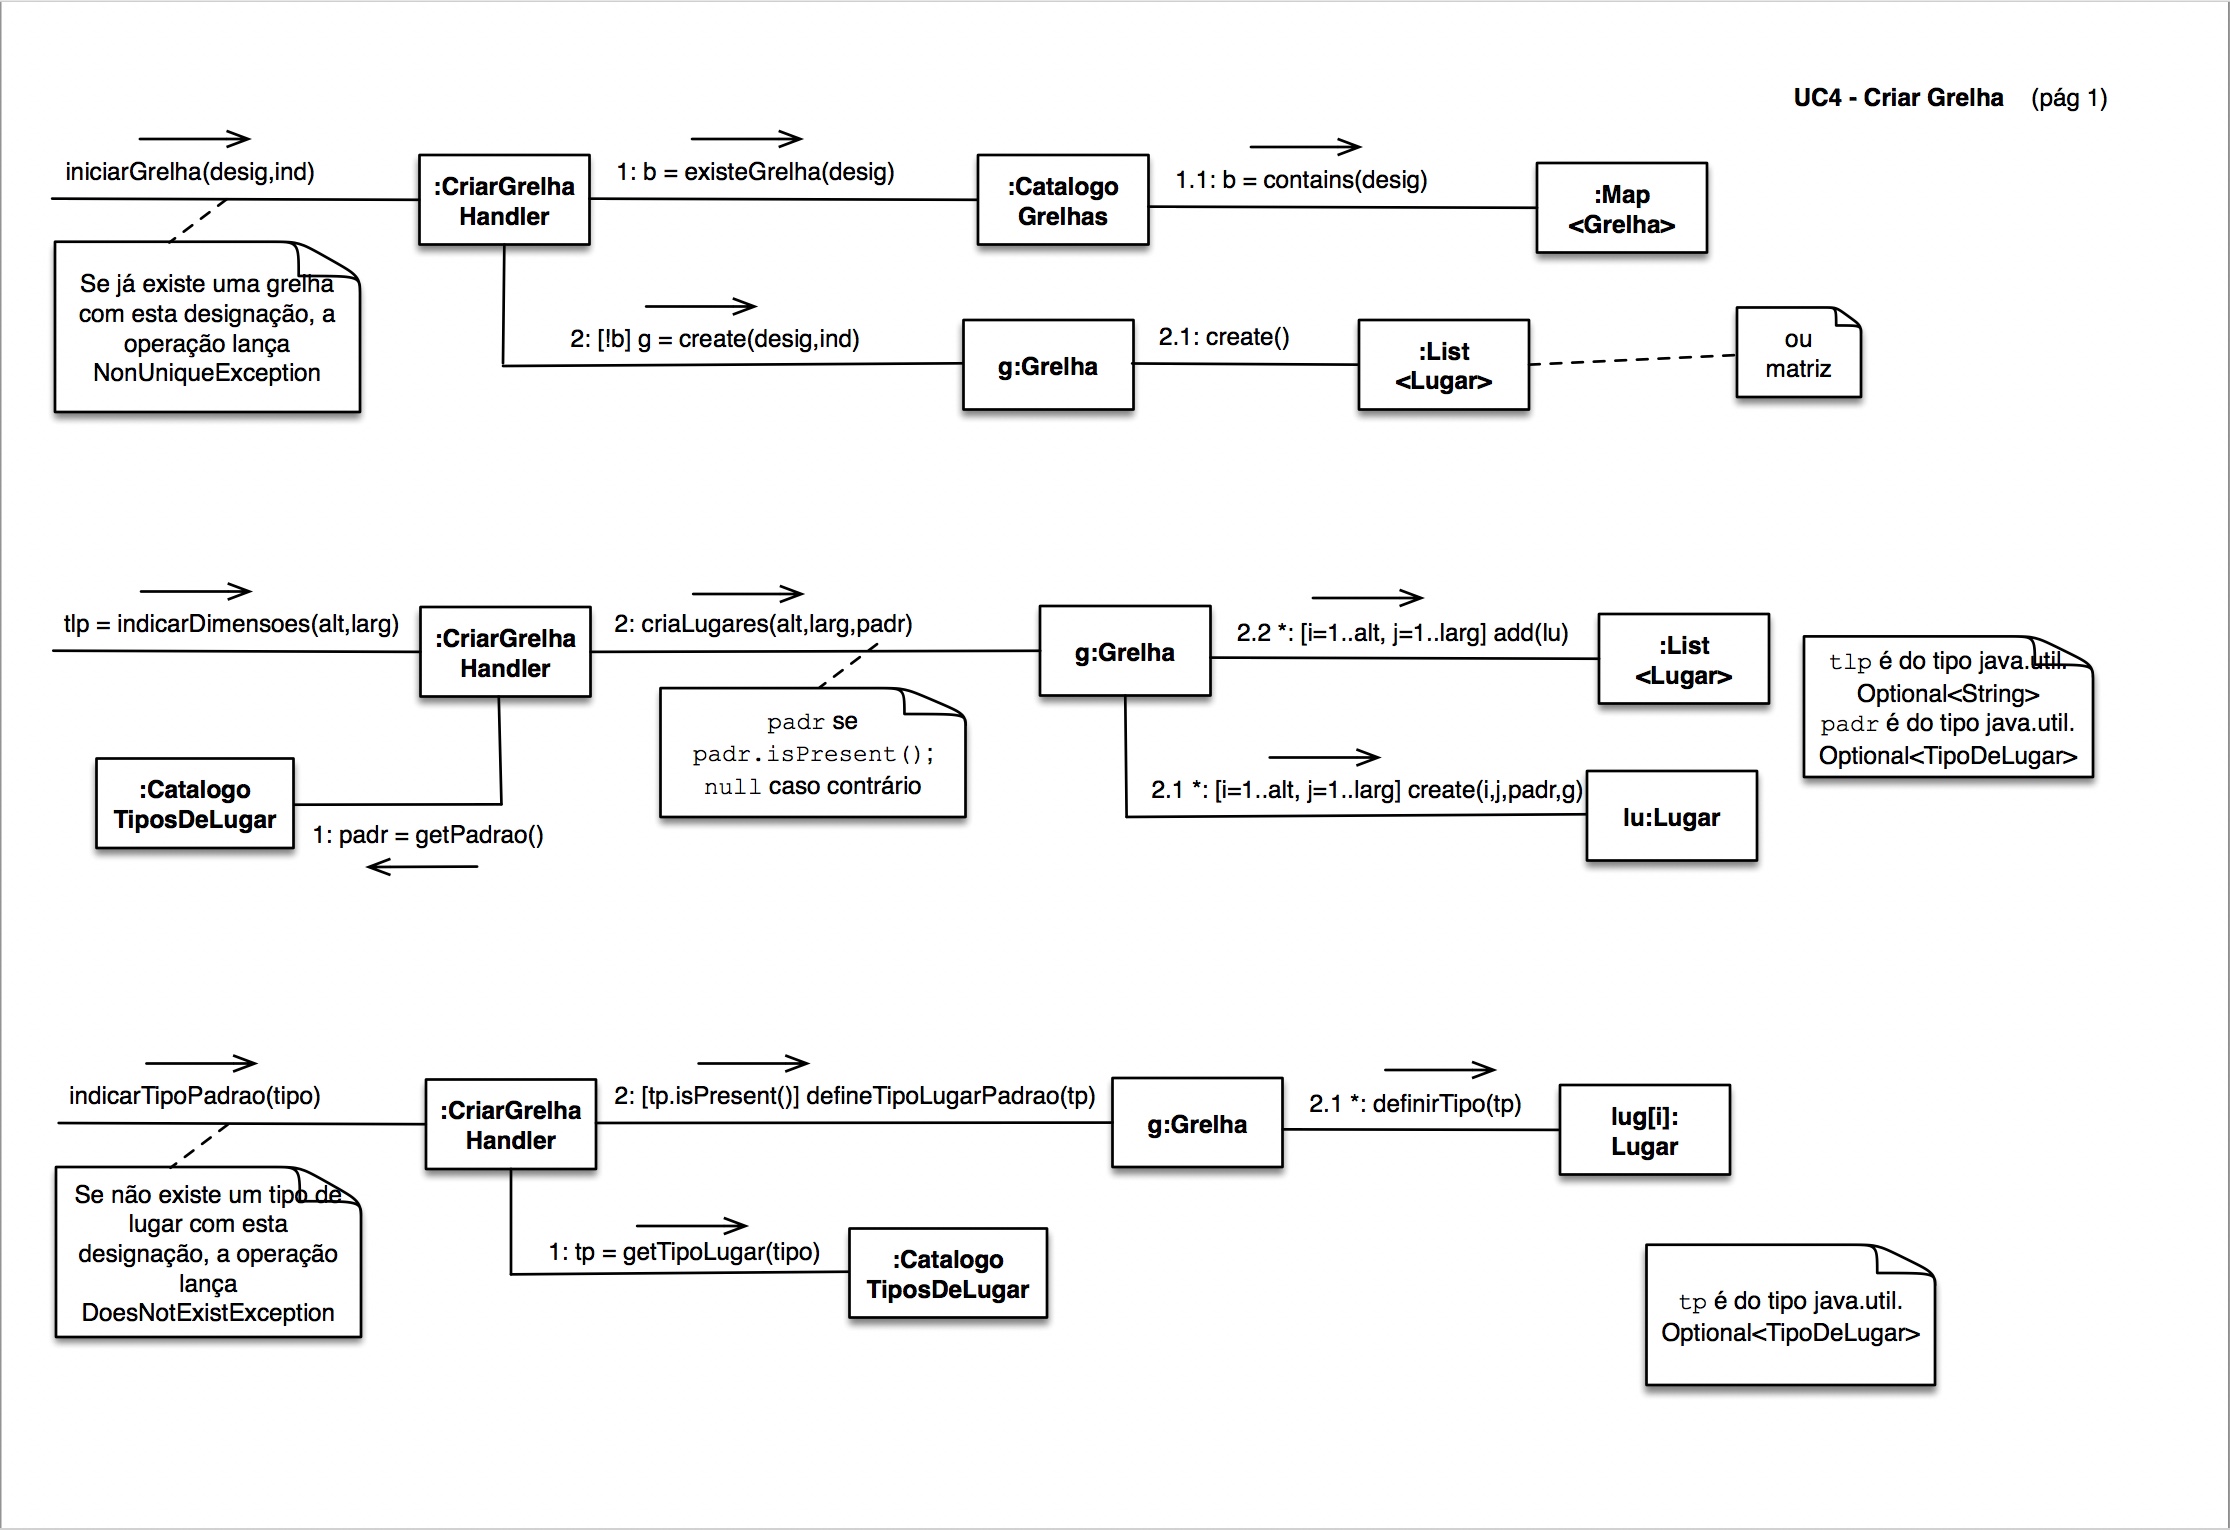 UC4 - Criar Grelha (pág 1)
iniciarGrelha(desig,ind)
:CriarGrelha
Handler
1: b = existeGrelha(desig)
:Catalogo
Grelhas
1.1: b = contains(desig)
:Map
<Grelha>
Se já existe uma grelha
com esta designação, a
operação lança
NonUniqueException
2: [!b] g = create(desig,ind)
g:Grelha
2.1: create()
:List
<Lugar>
ou
matriz
tlp = indicarDimensoes(alt,larg)
:CriarGrelha
Handler
2: criaLugares(alt,larg,padr)
g:Grelha
2.2 *: [i=1..alt, j=1..larg] add(lu)
:List
<Lugar>
tlp é do tipo java.util.
Optional<String>
padr é do tipo java.util.
Optional<TipoDeLugar>
padr se
padr.isPresent();
null caso contrário
:Catalogo
TiposDeLugar
1: padr = getPadrao()
2.1 *: [i=1..alt, j=1..larg] create(i,j,padr,g)
lu:Lugar
indicarTipoPadrao(tipo)
:CriarGrelha
Handler
2: [tp.isPresent()] defineTipoLugarPadrao(tp)
g:Grelha
2.1 *: definirTipo(tp)
lug[i]:
Lugar
Se não existe um tipo de
lugar com esta
designação, a operação
lança
DoesNotExistException
1: tp = getTipoLugar(tipo)
:Catalogo
TiposDeLugar
tp é do tipo java.util.
Optional<TipoDeLugar>